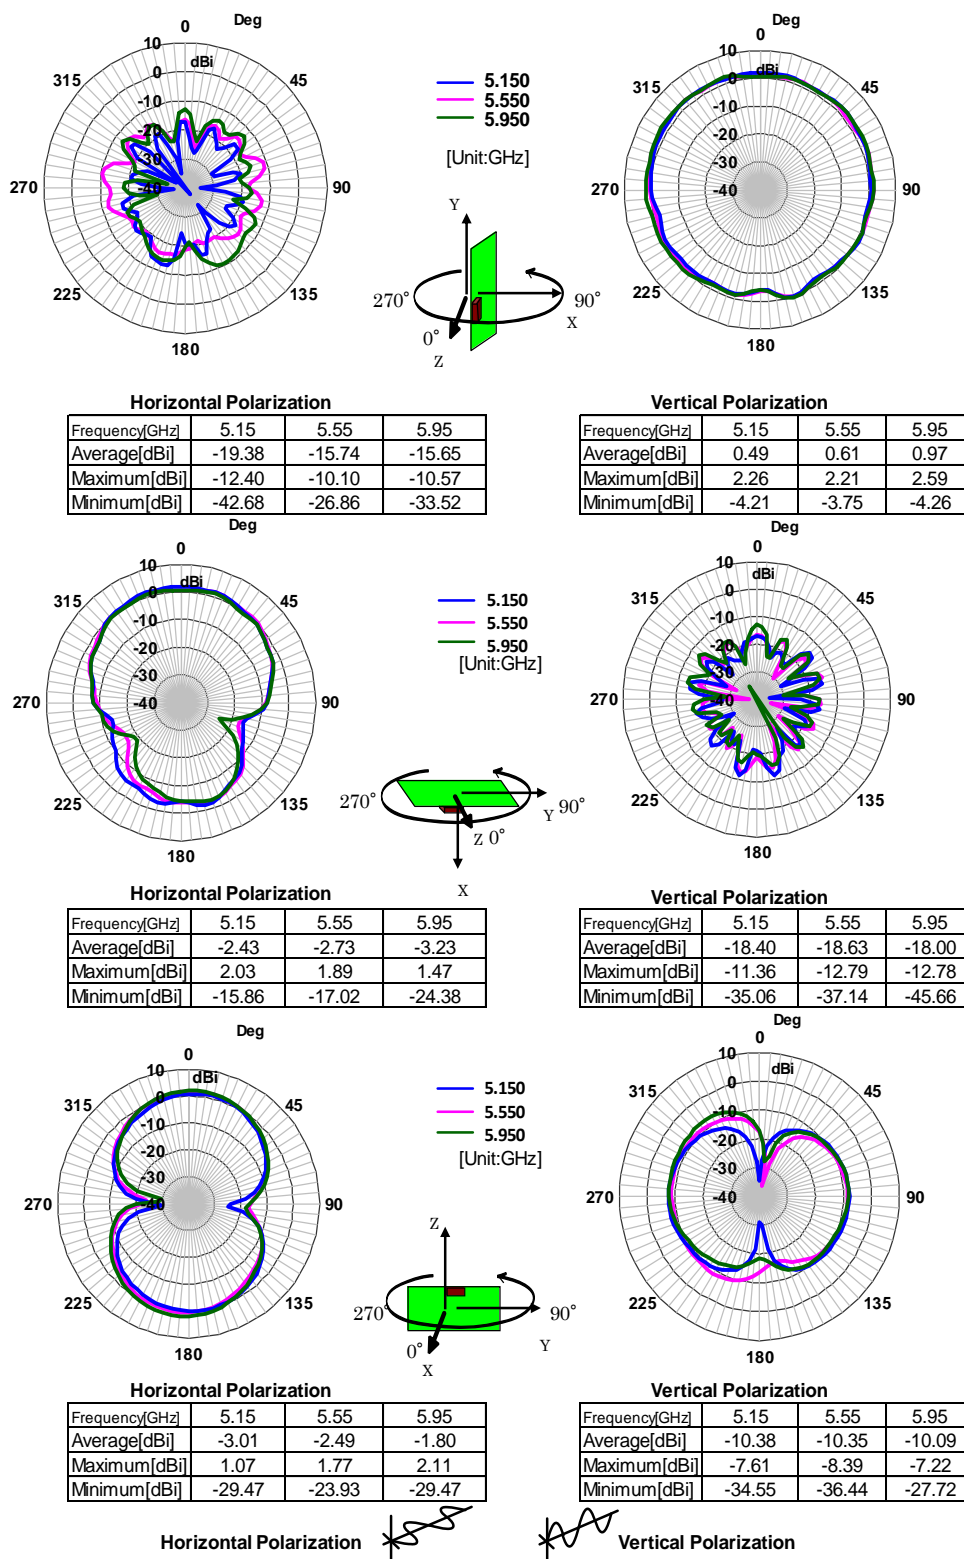 Deg
0
10
dBi
0
-10
-20
-30
-40
315
45
270
90
225
135
180
5.150
5.550
5.950
[Unit:GHz]
Y
270°
90°
X
0°
Z
0
10
dBi
0
-10
-20
-30
-40
315
45
270
90
225
135
180
Horizontal Polarization
Frequency[GHz] 5.15 5.55 5.95
Average[dBi] -19.38 -15.74 -15.65
Maximum[dBi] -12.40 -10.10 -10.57
Minimum[dBi] -42.68 -26.86 -33.52
Vertical Polarization
Frequency[GHz] 5.15 5.55 5.95
Average[dBi] 0.49 0.61 0.97
Maximum[dBi] 2.26 2.21 2.59
Minimum[dBi] -4.21 -3.75 -4.26
Deg
0
10
dBi
0
-10
-20
-30
-40
315
45
270
90
225
135
180
5.150
5.550
5.950
[Unit:GHz]
270°
Y 90°
Z 0°
X
Deg
0
10
dBi
0
-10
-20
-30
-40
315
45
270
90
225
135
180
Horizontal Polarization
Frequency[GHz] 5.15 5.55 5.95
Average[dBi] -2.43 -2.73 -3.23
Maximum[dBi] 2.03 1.89 1.47
Minimum[dBi] -15.86 -17.02 -24.38
Vertical Polarization
Frequency[GHz] 5.15 5.55 5.95
Average[dBi] -18.40 -18.63 -18.00
Maximum[dBi] -11.36 -12.79 -12.78
Minimum[dBi] -35.06 -37.14 -45.66
Deg
0
10
dBi
0
-10
-20
-30
-40
315
45
270
90
225
135
180
5.150
5.550
5.950
[Unit:GHz]
Z
270°
90°
0°
Y
X
Deg
0
10
dBi
0
-10
-20
-30
-40
315
45
270
90
225
135
180
Horizontal Polarization
Frequency[GHz] 5.15 5.55 5.95
Average[dBi] -3.01 -2.49 -1.80
Maximum[dBi] 1.07 1.77 2.11
Minimum[dBi] -29.47 -23.93 -29.47
Vertical Polarization
Frequency[GHz] 5.15 5.55 5.95
Average[dBi] -10.38 -10.35 -10.09
Maximum[dBi] -7.61 -8.39 -7.22
Minimum[dBi] -34.55 -36.44 -27.72
Horizontal Polarization
Vertical Polarization